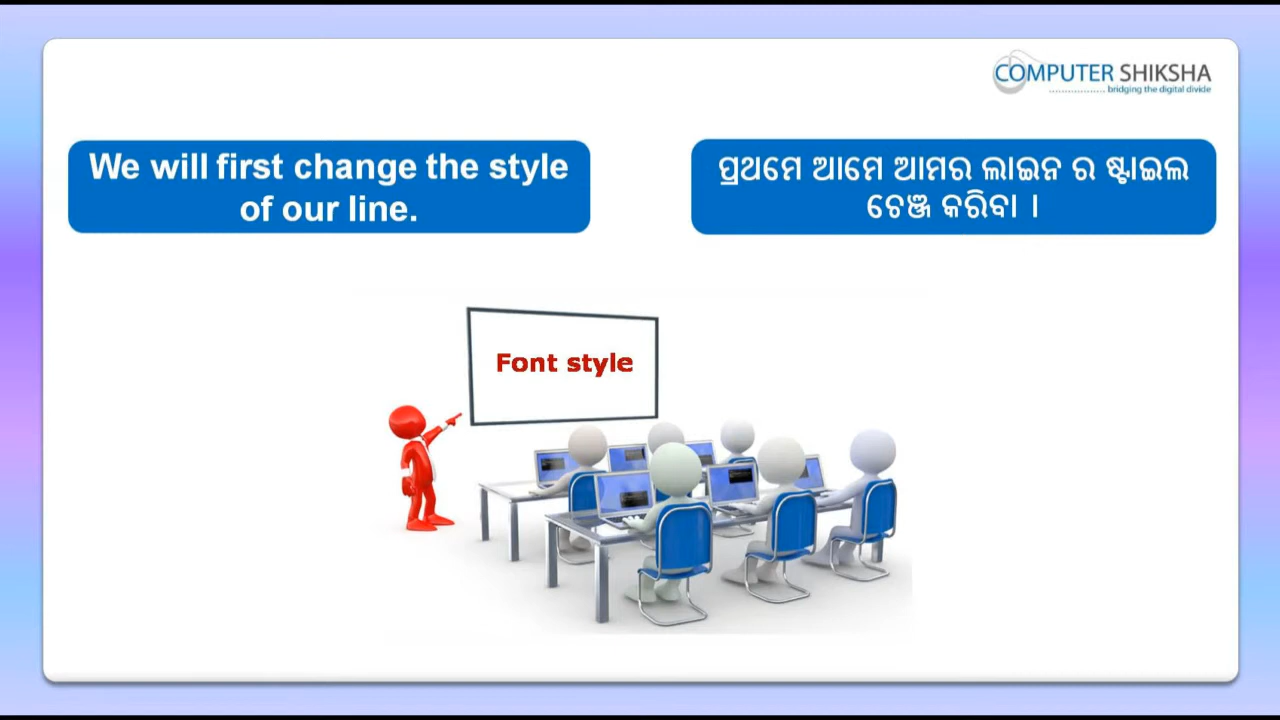 COMPUTER SHIKSHA
bridging the digital divide
We will first change the style
of our line.
ପ୍ରଥମେ ଆମେ ଆମର ଲାଇନ ର ଷ୍ଟାଇଲ
ଚେଞ୍ଜ କରିବା ।
Font style